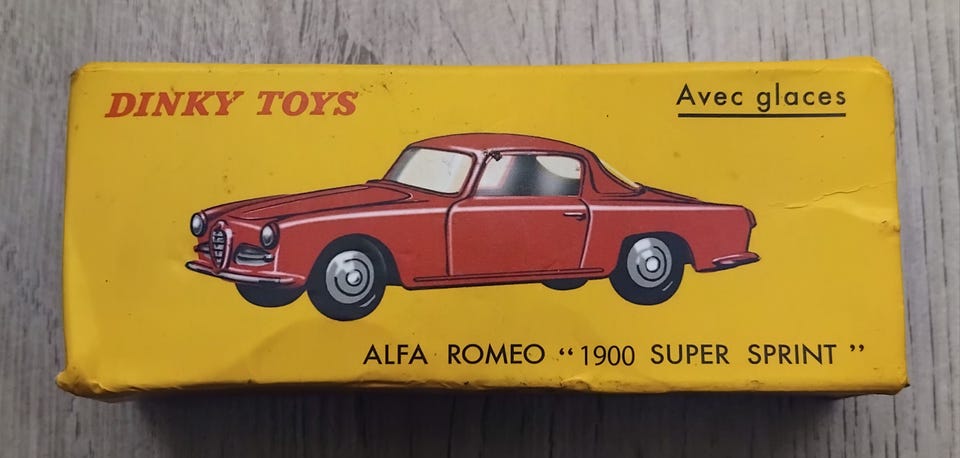 DINKY TOYS
Avec glaces
ALFA ROMEO “1900 SUPER SPRINT”